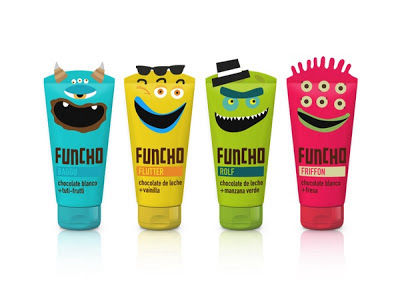 FUNCHO
BABBU
chocolate blanco
+tuti-frutti
FUNCHO
FLUTTER
chocolate de leche
+vainilla
FUNCHO
ROLF
chocolate de leche
+manzana verde
FUNCHO
FRIFFON
chocolate blanco
+fresa